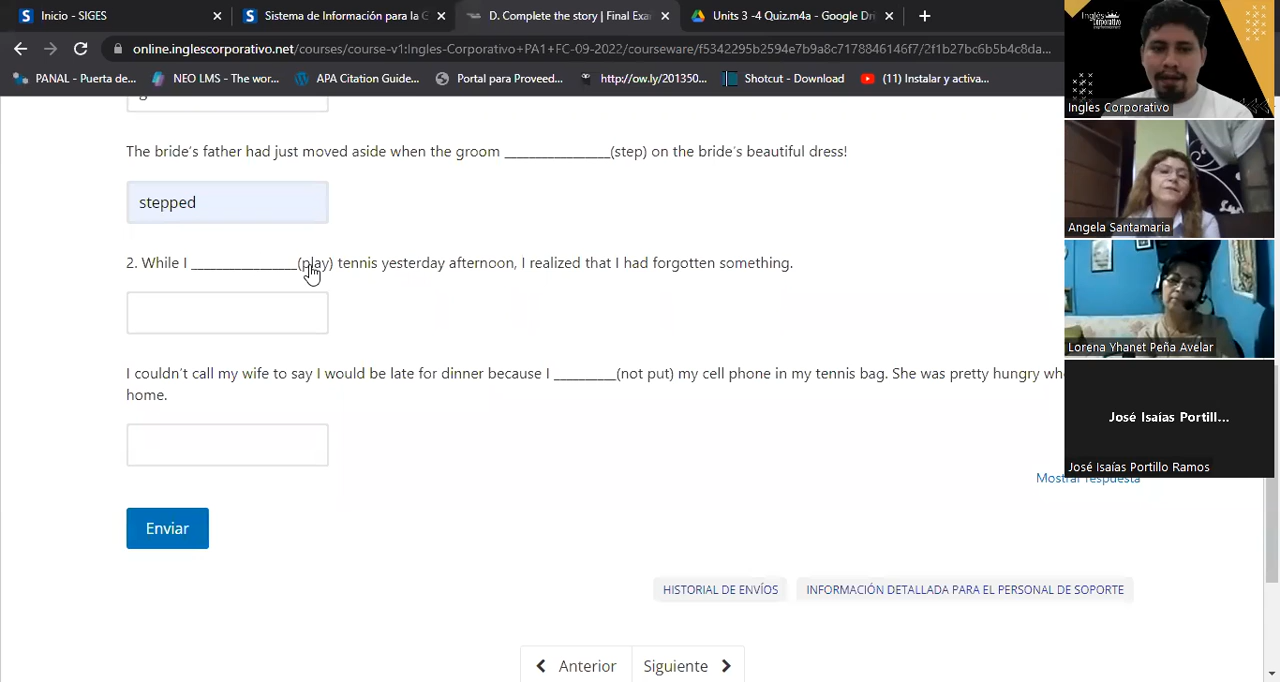 Inicio - SIGES
Sistema de Información para la G
D. Complete the story | Final Exa
Units 3 -4 Quiz.m4a - Google Dri
online.inglescorporativo.net/courses/course-v1:Ingles-Corporativo+PA1+FC-09-2022/courseware/f5342295b2594e7b9a8c7178846146f7/2f1b27bc6b5b4c8da...
PANAL - Puerta de...
NEO LMS - The wor...
APA Citation Guide...
Portal para Proveed...
http://ow.ly/201350...
Shotcut - Download
(11) Instalar y activa...
Inglés Corporativo
Ingles Corporativo
The bride's father had just moved aside when the groom _______________(step) on the bride's beautiful dress!
stepped
Angela Santamaria
2. While I _______________(play) tennis yesterday afternoon, I realized that I had forgotten something.
Lorena Yhanet Peña Avelar
I couldn't call my wife to say I would be late for dinner because I _________(not put) my cell phone in my tennis bag. She was pretty hungry wh
home.
José Isaías Portill...
José Isaías Portillo Ramos
Mostrar respuesta
Enviar
HISTORIAL DE ENVÍOS
INFORMACIÓN DETALLADA PARA EL PERSONAL DE SOPORTE
Anterior
Siguiente